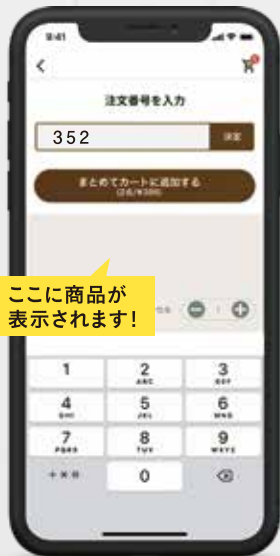 9:41
注文番号を入力
352
決定
まとめてカートに追加する
ここに商品が
表示されます!
1
2
ABC
3
DEF
4
GHI
5
JKL
6
MNO
7
PQRS
8
TUV
9
WXYZ
+*#
0